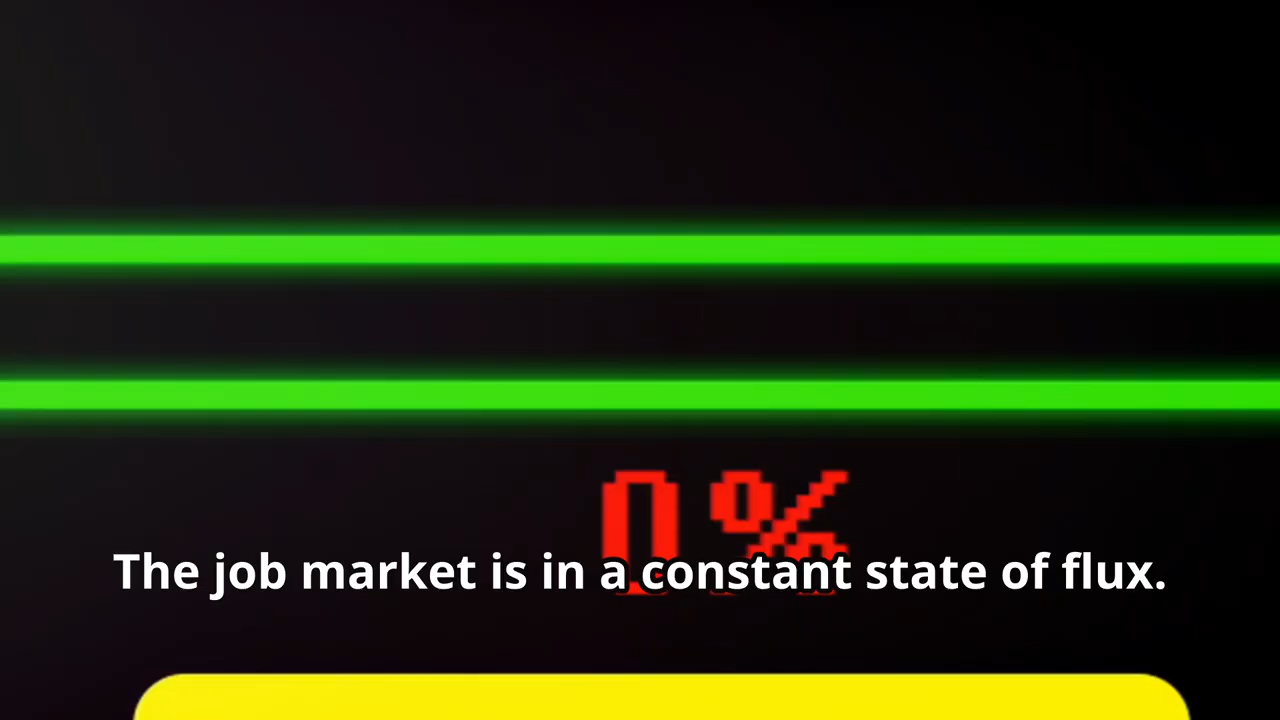 0%
The job market is in a constant state of flux.